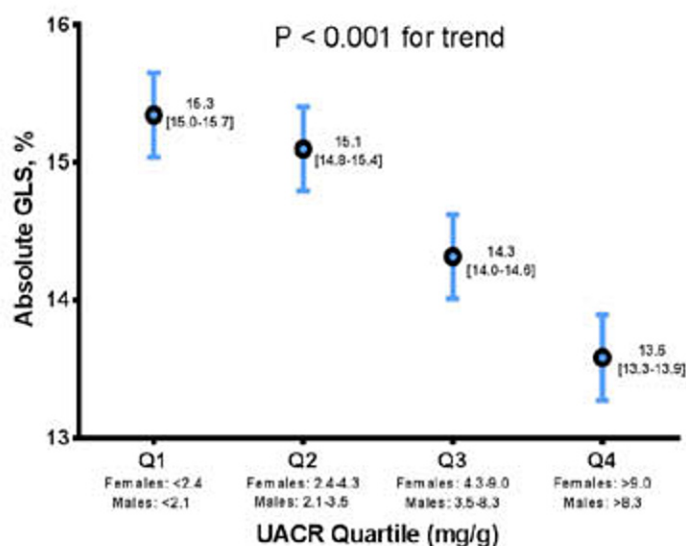 16
P < 0.001 for trend
15.3
[15.0-15.7]
15.1
[14.8-15.4]
15
14.3
[14.0-14.6]
14
13.6
[13.3-13.9]
13
Absolute GLS, %
Q1 Q2 Q3 Q4
Females: <2.4 Females: 2.4-4.3 Females: 4.3-9.0 Females: >9.0
Males: <2.1 Males: 2.1-3.5 Males: 3.5-8.3 Males: >8.3
UACR Quartile (mg/g)